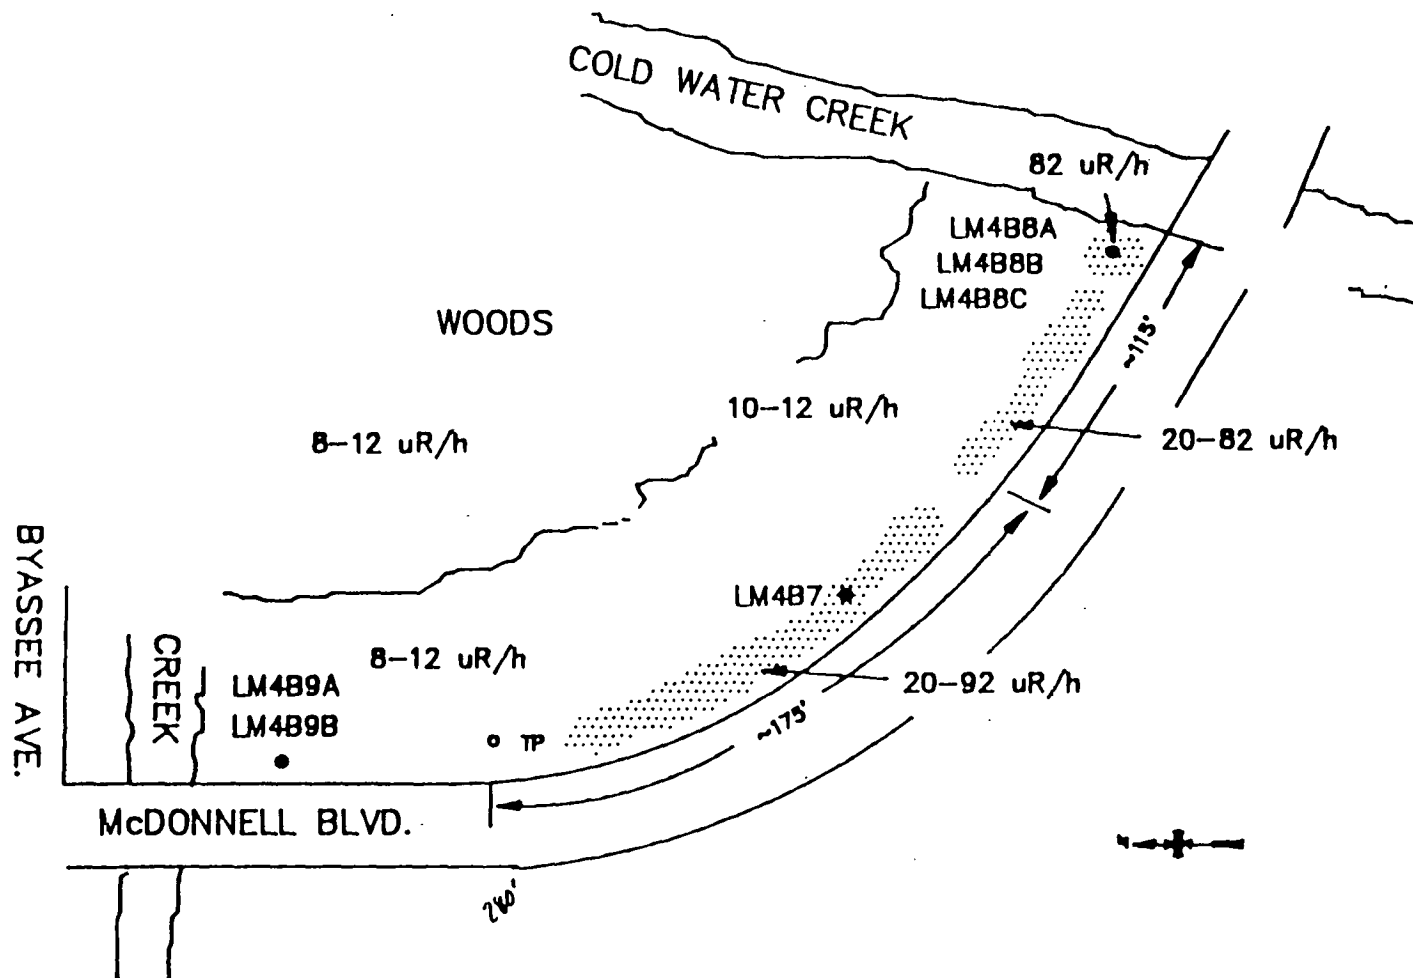 COLD WATER CREEK
82 uR/h
LM4B8A
LM4B8B
LM4B8C
WOODS
~115'
10-12 uR/h
8-12 uR/h
20-82 uR/h
BYASSEE AVE.
LM4B7
CREEK
8-12 uR/h
LM4B9A
20-92 uR/h
LM4B9B
TP
~175'
McDONNELL BLVD.
280'